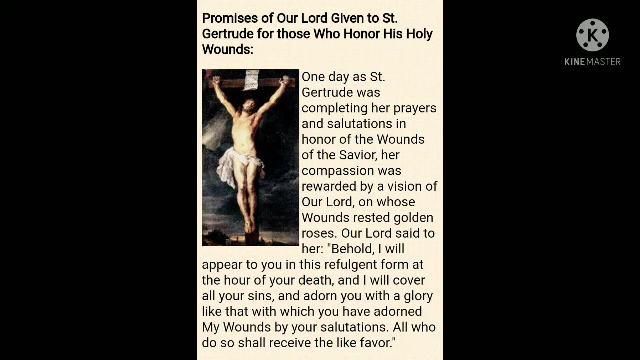 Promises of Our Lord Given to St.
Gertrude for those Who Honor His Holy
Wounds:
One day as St.
Gertrude was
completing her prayers
and salutations in
honor of the Wounds
of the Savior, her
compassion was
rewarded by a vision of
Our Lord, on whose
Wounds rested golden
roses. Our Lord said to
her: "Behold, I will
appear to you in this refulgent form at
the hour of your death, and I will cover
all your sins, and adorn you with a glory
like that with which you have adorned
My Wounds by your salutations. All who
do so shall receive the like favor."
K
KINEMASTER